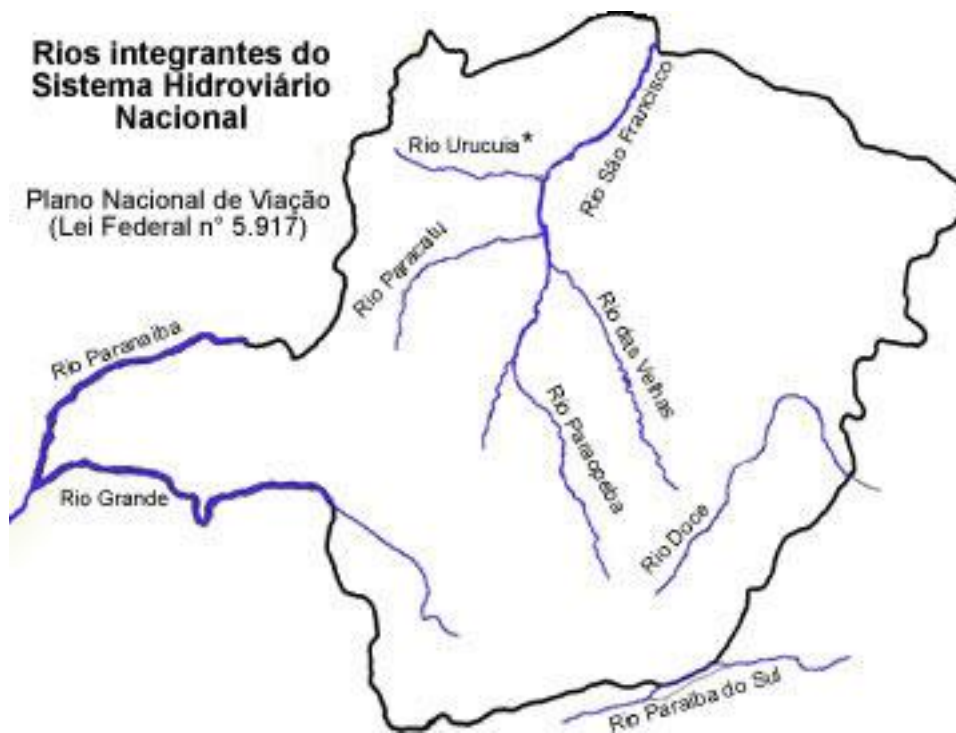 Rios integrantes do
Sistema Hidroviário
Nacional
Plano Nacional de Viação
(Lei Federal n° 5.917)
Rio Urucuia*
Rio São Francisco
Rio Paracatu
Rio das Velhas
Rio Paranaíba
Rio Paraopeba
Rio Grande
Rio Doce
Rio Paraíba do Sul